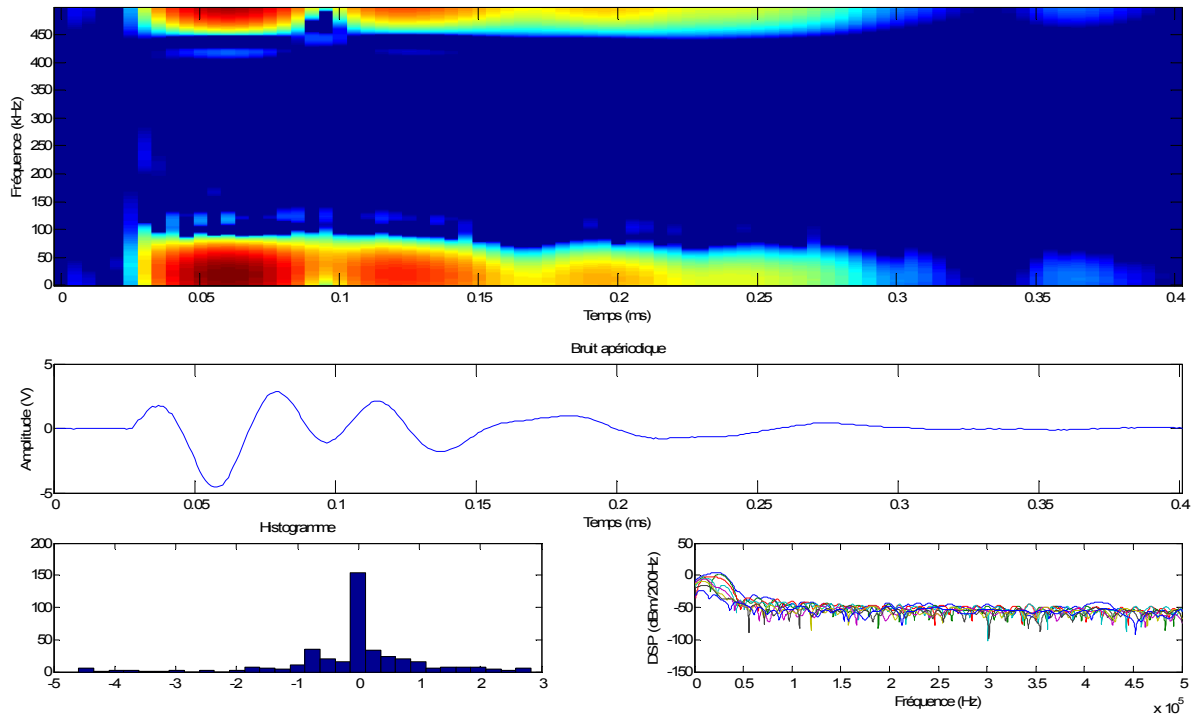 450
400
350
300
250
200
150
100
50
0
Fréquence (kHz)
0 0.05 0.1 0.15 0.2 0.25 0.3 0.35 0.4
Temps (ms)
Bruit apériodique
5
0
-5
Amplitude (V)
0 0.05 0.1 0.15 0.2 0.25 0.3 0.35 0.4
Temps (ms)
Histogramme
200
150
100
50
0
-5 -4 -3 -2 -1 0 1 2 3
50
0
-50
-100
-150
DSP (dBm/200Hz)
0 0.5 1 1.5 2 2.5 3 3.5 4 4.5 5
Fréquence (Hz)
x 10^5